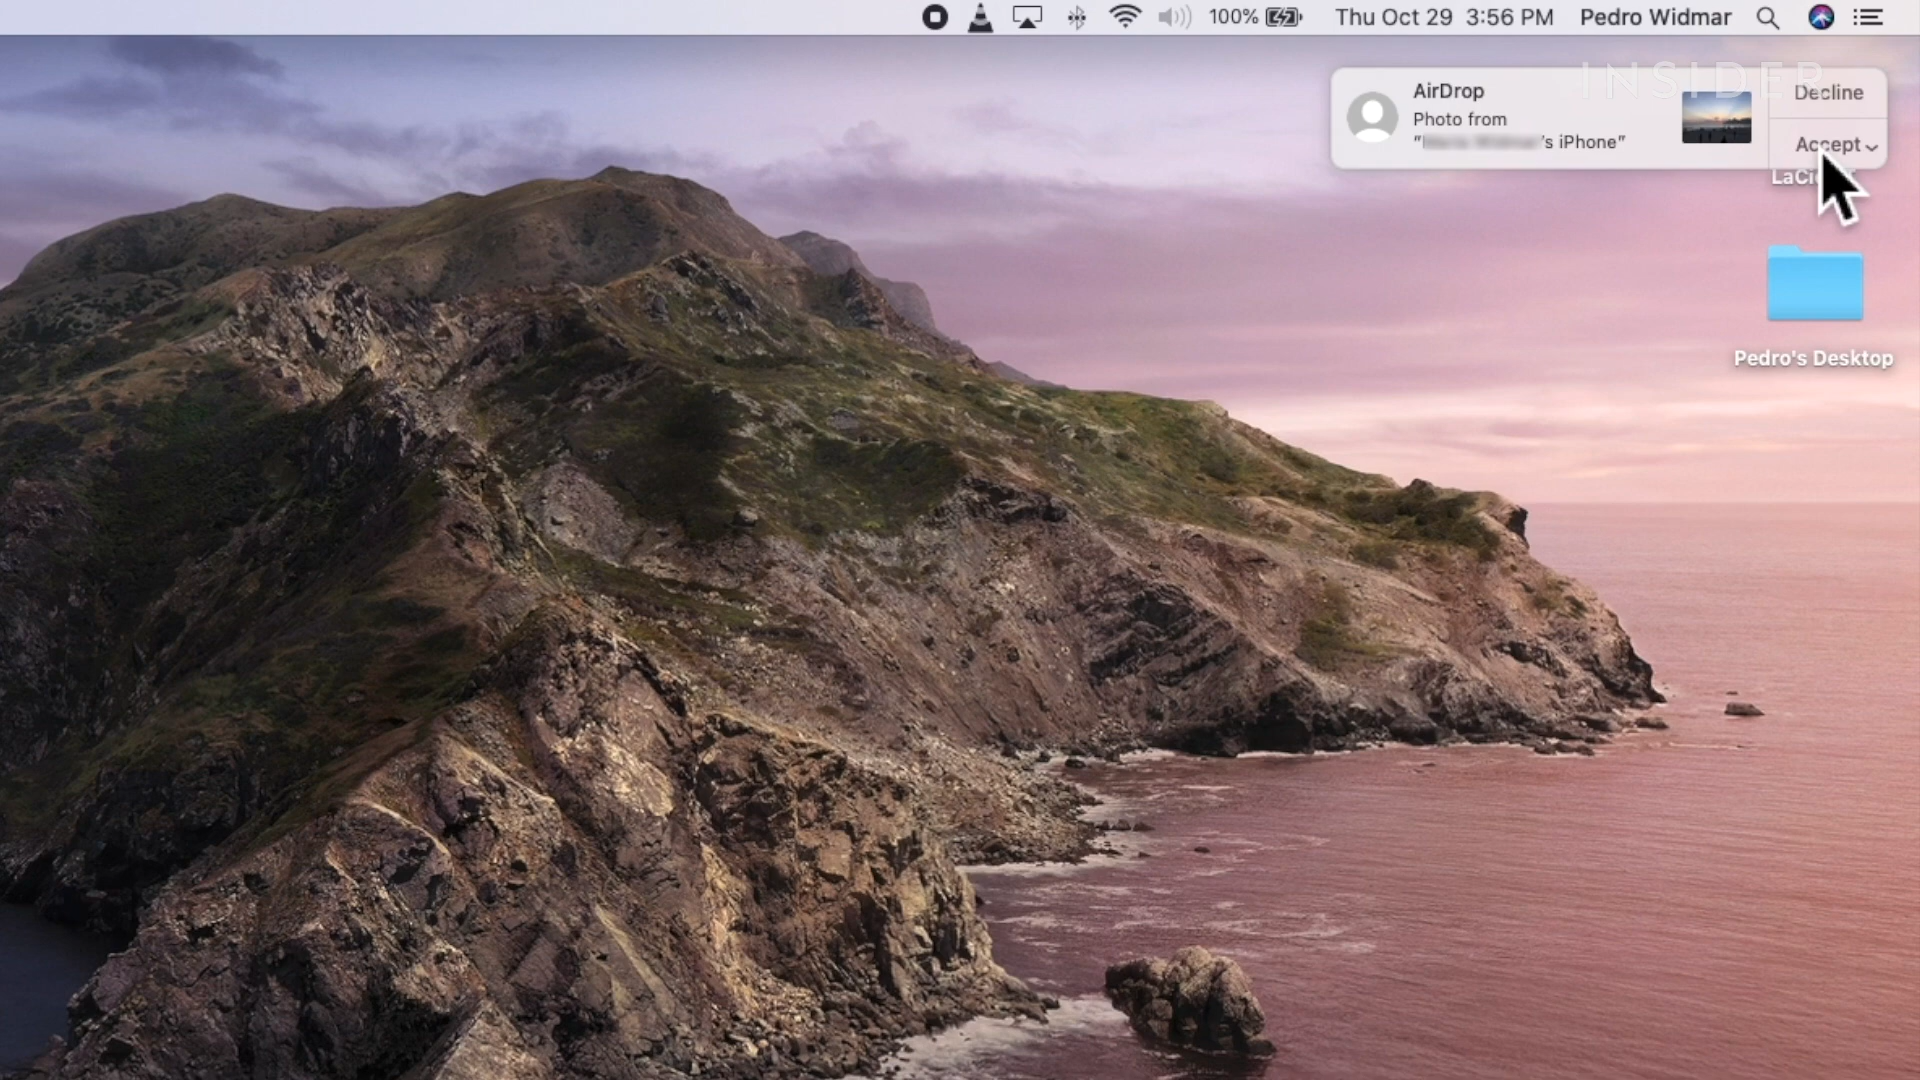 100% Thu Oct 29 3:56 PM Pedro Widmar
INSIDER
AirDrop
Photo from
"'s iPhone"
Decline
Accept
Pedro's Desktop